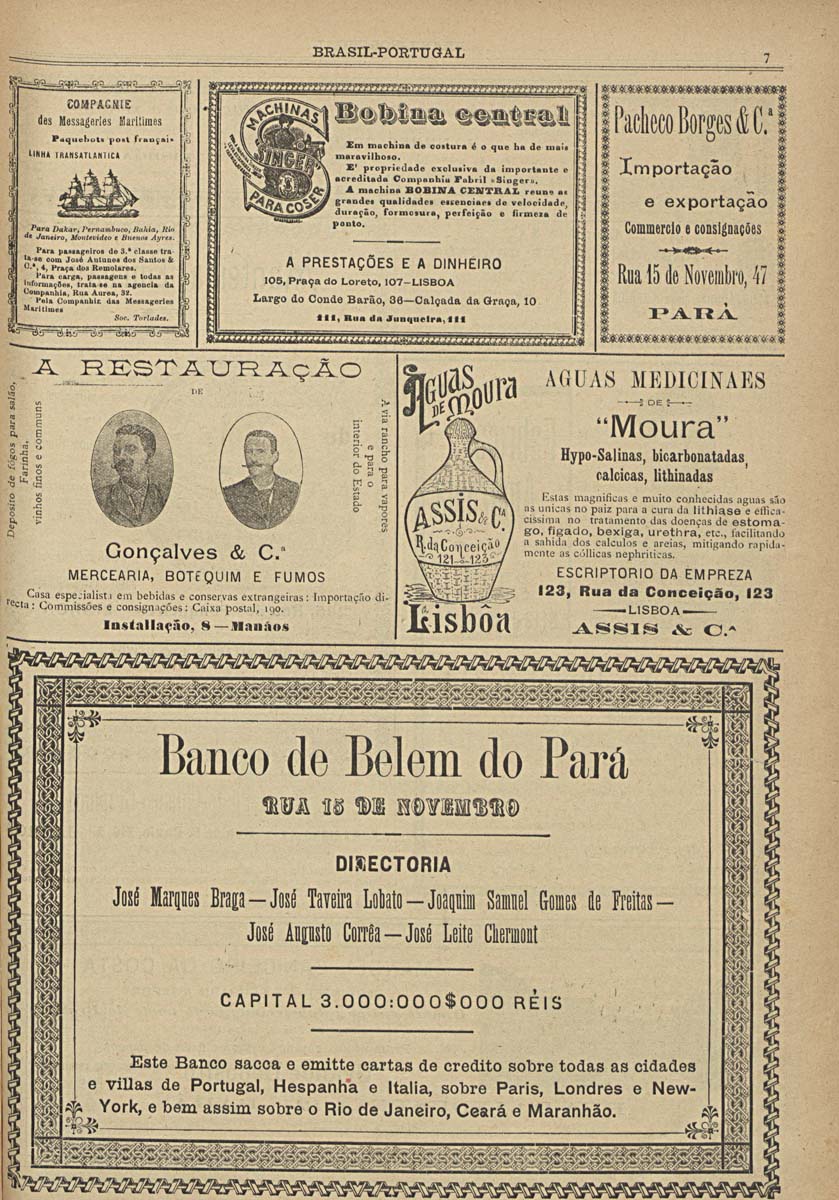 BRASIL-PORTUGAL
7
COMPAGNIE
des Messageries Maritimes
Paquebots post français
LINHA TRANSATLANTICA
Para Dakar, Pernambuco, Bahia, Rio
de Janeiro, Montevideo e Buenos Ayres.
Para passageiros de 3.ª classe tra-
ta-se com José Antunes dos Santos &
C.ª, 4, Praça dos Remolares.
Para carga, passagens e todas as
informações, trata-se na agencia da
Companhia, Rua Aurea, 32.
Pela Companhia das Messageries
Maritimes
Soc. Torlades.
MACHINAS
SINGER
PARA COSER
Bobina central
Em machina de costura é o que ha de mais
maravilhoso.
E' propriedade exclusiva da importante e
acreditada Companhia Fabril «Singer».
A machina BOBINA CENTRAL reune as
grandes qualidades essenciaes de velocidade,
duração, formosura, perfeição e firmeza de
ponto.
A PRESTAÇÕES E A DINHEIRO
105, Praça do Loreto, 107—LISBOA
Largo do Conde Barão, 36—Calçada da Graça, 10
111, Rua da Junqueira, 111
Pacheco Borges & C.ª
Importação
e exportação
Commercio e consignações
Rua 15 de Novembro, 47
PARÁ
A RESTAURAÇÃO
DE
Deposito de fógos para salão,
Farinha,
vinhos finos e communs
Avia rancho para vapores
e para o
interior do Estado
Gonçalves & C.ª
MERCEARIA, BOTEQUIM E FUMOS
Casa especialista em bebidas e conservas extrangeiras: Importação di-
recta: Commissões e consignações: Caixa postal, 190.
Installação, 8—Manáos
AGUAS
DE MOURA
ASSIS & C.ª
R. da Conceição
121 a 123
Lisbôa
AGUAS MEDICINAES
DE
"Moura"
Hypo-Salinas, bicarbonatadas,
calcicas, lithinadas
Estas magnificas e muito conhecidas aguas são
as unicas no paiz para a cura da lithiase e effica-
cissima no tratamento das doenças de estoma-
go, figado, bexiga, urethra, etc., facilitando
a sahida dos calculos e areias, mitigando rapida-
mente as cóllicas nephriticas.
ESCRIPTORIO DA EMPREZA
123, Rua da Conceição, 123
—LISBOA—
ASSIS & C.ª
Banco de Belem do Pará
RUA 15 DE NOVEMBRO
DIRECTORIA
José Marques Braga — José Taveira Lobato — Joaquim Samuel Gomes de Freitas —
José Augusto Corrêa — José Leite Chermont
CAPITAL 3.000:000$000 RÉIS
Este Banco sacca e emitte cartas de credito sobre todas as cidades
e villas de Portugal, Hespanha e Italia, sobre Paris, Londres e New-
York, e bem assim sobre o Rio de Janeiro, Ceará e Maranhão.